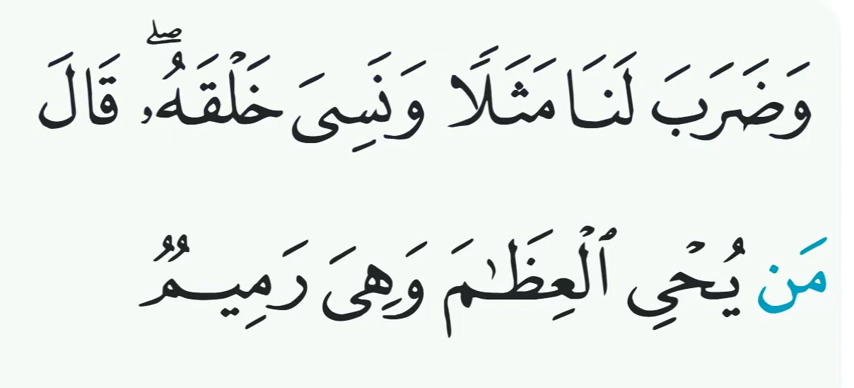 وَضَرَبَ لَنَا مَثَلًا وَنَسِىَ خَلْقَهُۥ ۖ قَالَ
مَن يُحْىِ ٱلْعِظَـٰمَ وَهِىَ رَمِيمٌ